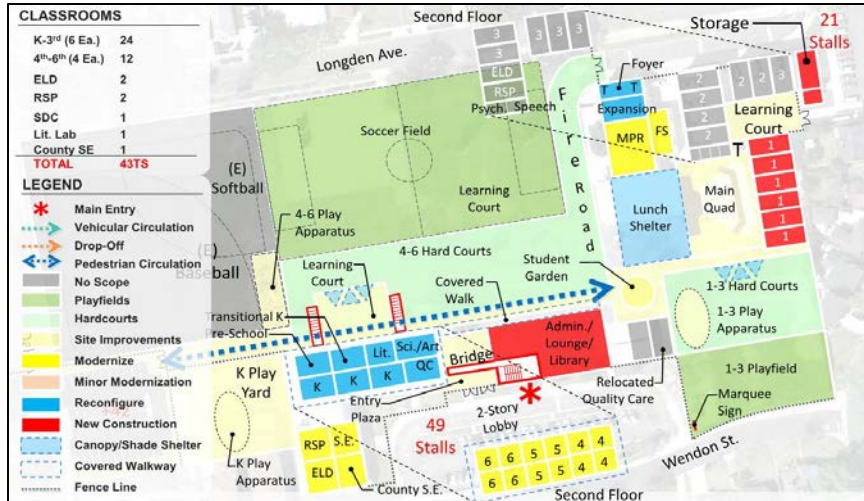 CLASSROOMS
K-3rd (6 Ea.) 24
4th-6th (4 Ea.) 12
ELD 2
RSP 2
SDC 1
Lit. Lab 1
County SE 1
TOTAL 43TS
LEGEND
Main Entry
Vehicular Circulation
Drop-Off
Pedestrian Circulation
No Scope
Playfields
Hardcourts
Site Improvements
Modernize
Minor Modernization
Reconfigure
New Construction
Canopy/Shade Shelter
Covered Walkway
Fence Line
Second Floor
Longden Ave.
3 3 3 3
3
ELD
RSP
Psych. Speech
Storage
21
Stalls
Foyer
T T
Expansion
MPR
FS
2
2
2
2
2 2 3
Learning
Court
T
1
1
1
1
1
1
Fire Road
Soccer Field
Learning
Court
(E)
Softball
(E)
Baseball
4-6 Play
Apparatus
Lunch
Shelter
Main
Quad
4-6 Hard Courts
Student
Garden
Learning
Court
Covered
Walk
1-3 Hard Courts
1-3 Play
Apparatus
Transitional K
Pre-School
Lit.
Sci./Art
QC
K K K
Bridge
Admin./
Lounge/
Library
Relocated
Quality Care
1-3 Playfield
Marquee
Sign
K Play
Yard
+42
Entry
Plaza
49
Stalls
2-Story
Lobby
Wendon St.
K Play
Apparatus
RSP S.E.
ELD
County S.E.
6 6 5 5 4 4
6 6 5 5 4 4
Second Floor